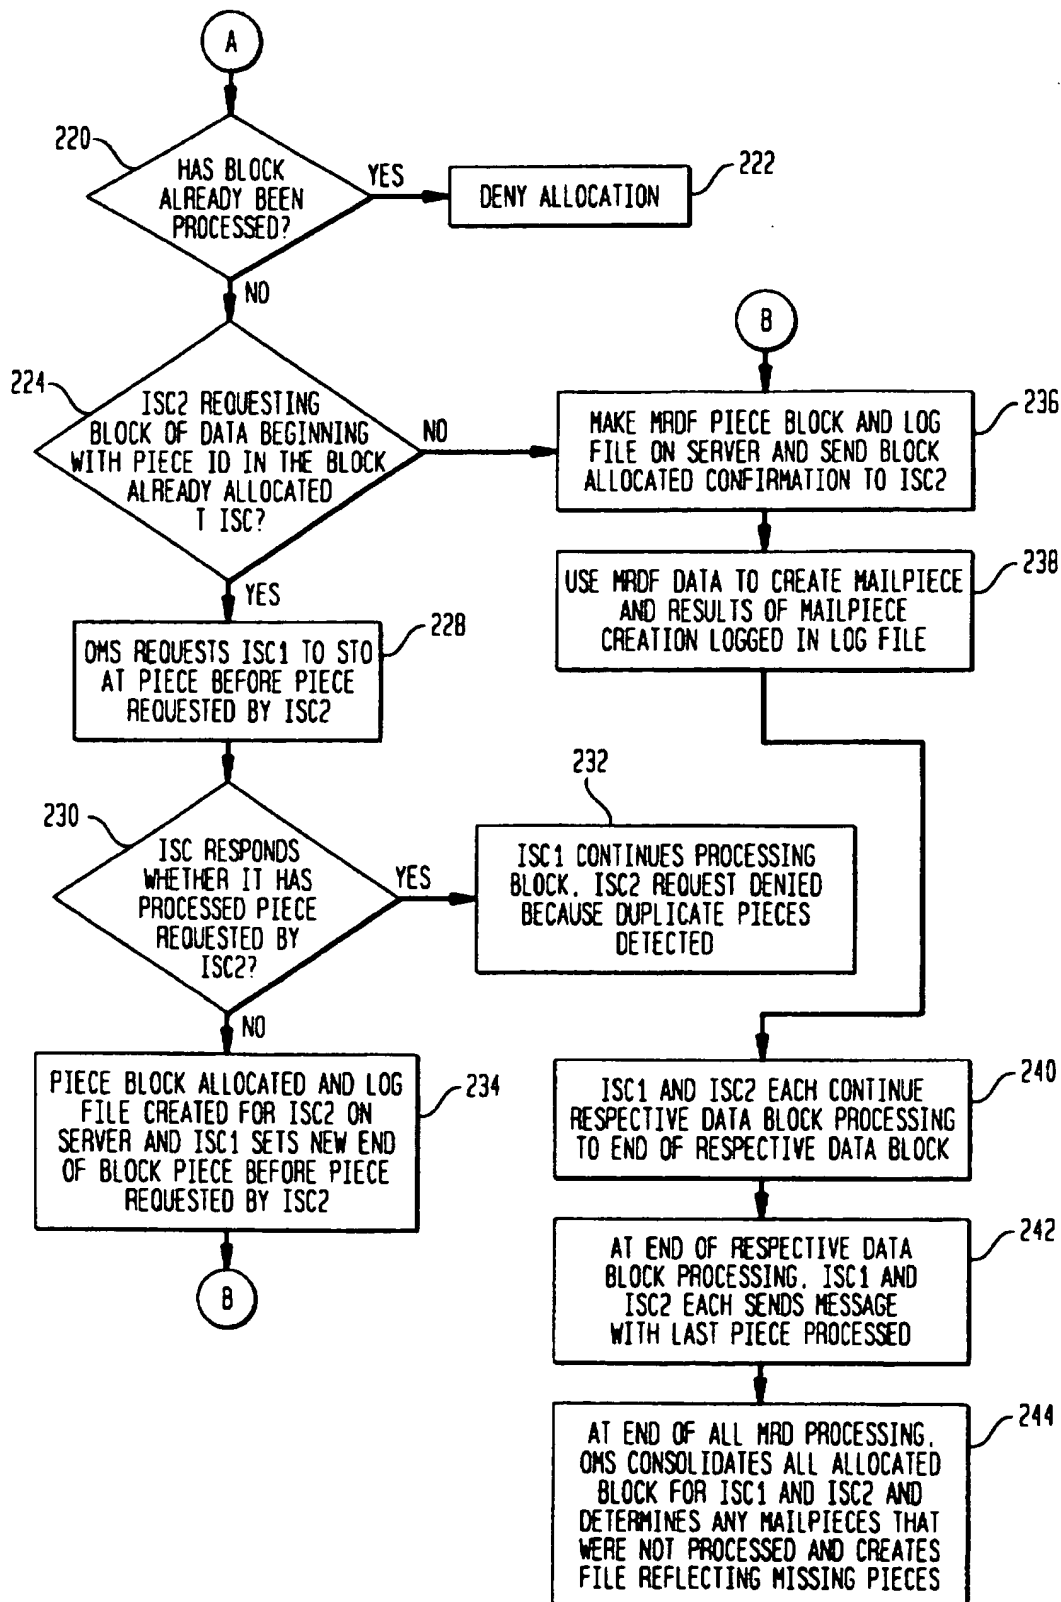 A
220
HAS BLOCK
ALREADY BEEN
PROCESSED?
YES
DENY ALLOCATION
222
NO
224
ISC2 REQUESTING
BLOCK OF DATA BEGINNING
WITH PIECE ID IN THE BLOCK
ALREADY ALLOCATED
T ISC?
NO
YES
OMS REQUESTS ISC1 TO STO
AT PIECE BEFORE PIECE
REQUESTED BY ISC2
228
230
ISC RESPONDS
WHETHER IT HAS
PROCESSED PIECE
REQUESTED BY
ISC2?
YES
232
ISC1 CONTINUES PROCESSING
BLOCK. ISC2 REQUEST DENIED
BECAUSE DUPLICATE PIECES
DETECTED
NO
PIECE BLOCK ALLOCATED AND LOG
FILE CREATED FOR ISC2 ON
SERVER AND ISC1 SETS NEW END
OF BLOCK PIECE BEFORE PIECE
REQUESTED BY ISC2
234
B
B
MAKE MRDF PIECE BLOCK AND LOG
FILE ON SERVER AND SEND BLOCK
ALLOCATED CONFIRMATION TO ISC2
236
USE MRDF DATA TO CREATE MAILPIECE
AND RESULTS OF MAILPIECE
CREATION LOGGED IN LOG FILE
238
ISC1 AND ISC2 EACH CONTINUE
RESPECTIVE DATA BLOCK PROCESSING
TO END OF RESPECTIVE DATA BLOCK
240
AT END OF RESPECTIVE DATA
BLOCK PROCESSING. ISC1 AND
ISC2 EACH SENDS MESSAGE
WITH LAST PIECE PROCESSED
242
AT END OF ALL MRD PROCESSING.
OMS CONSOLIDATES ALL ALLOCATED
BLOCK FOR ISC1 AND ISC2 AND
DETERMINES ANY MAILPIECES THAT
WERE NOT PROCESSED AND CREATES
FILE REFLECTING MISSING PIECES
244